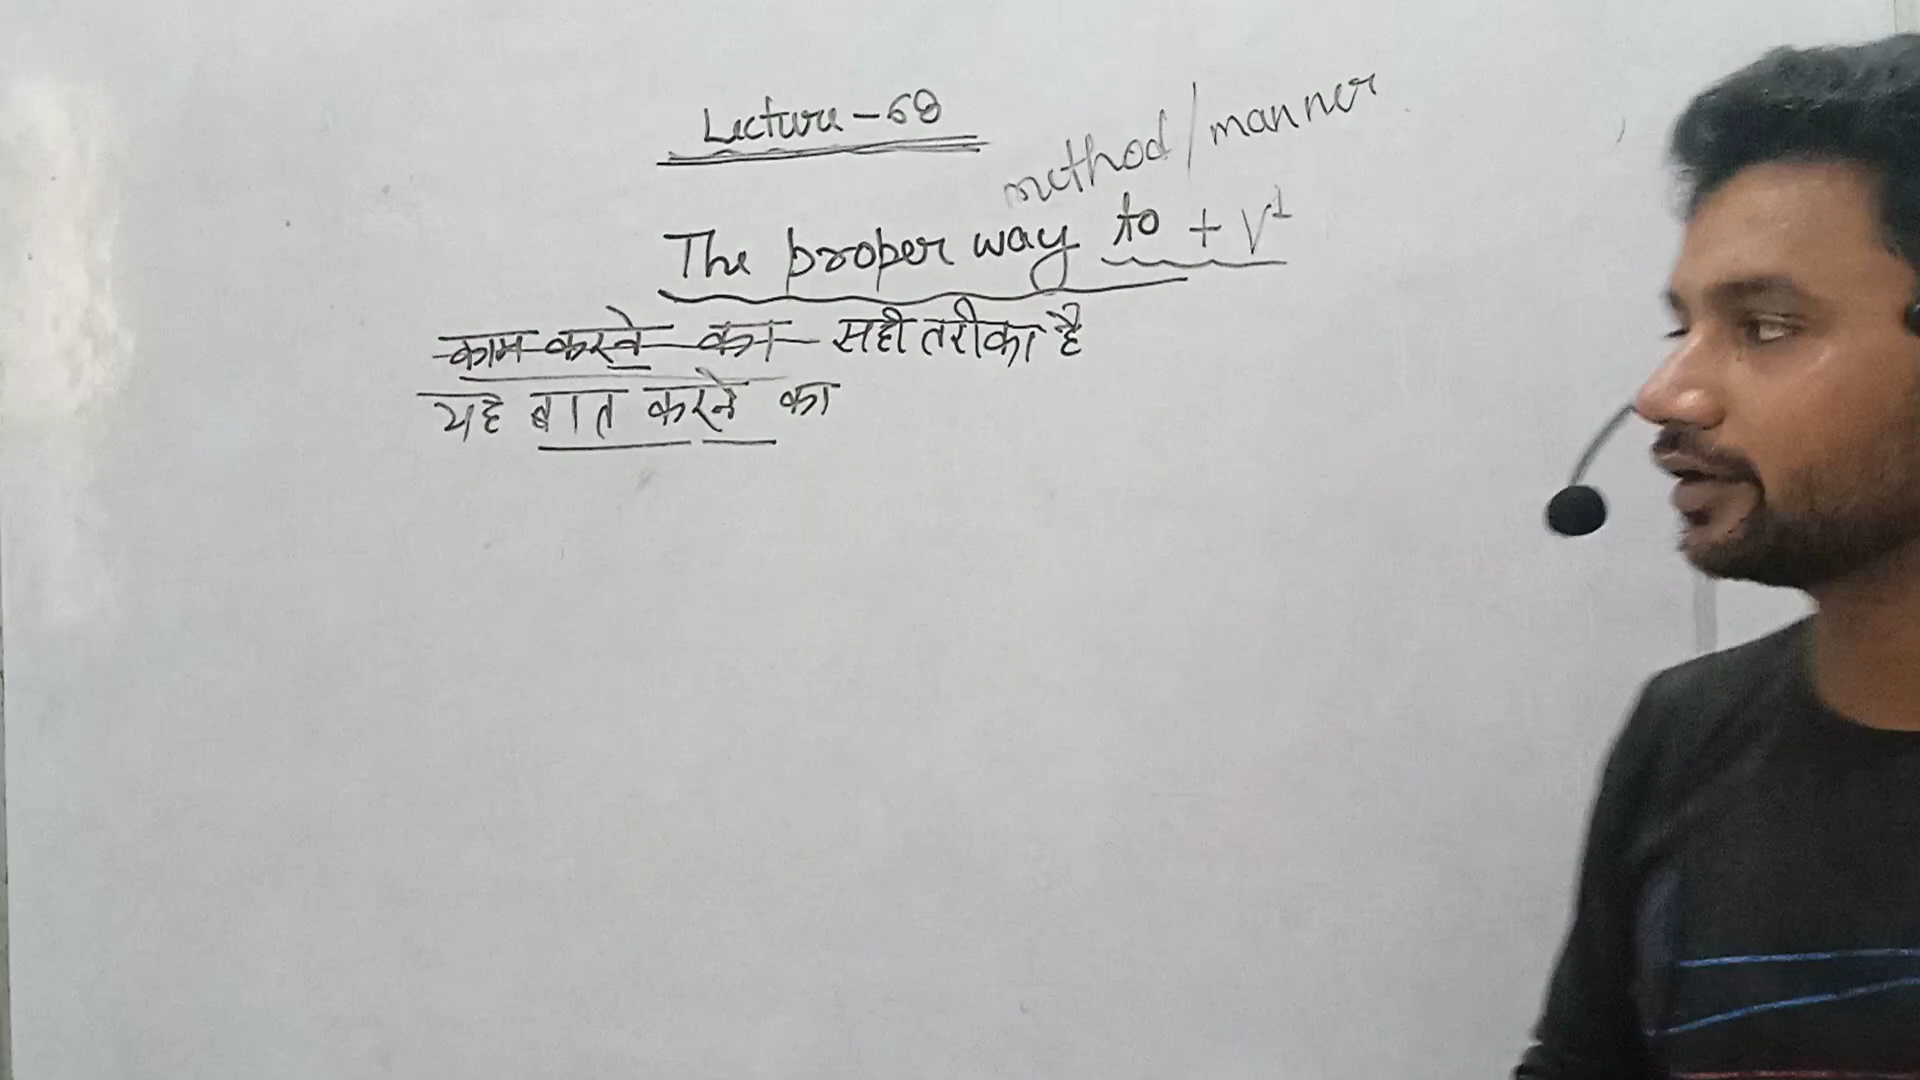 Lecture - 68
method / manner
The proper way to + V¹
काम करने का सही तरीका है
यह बात करने का